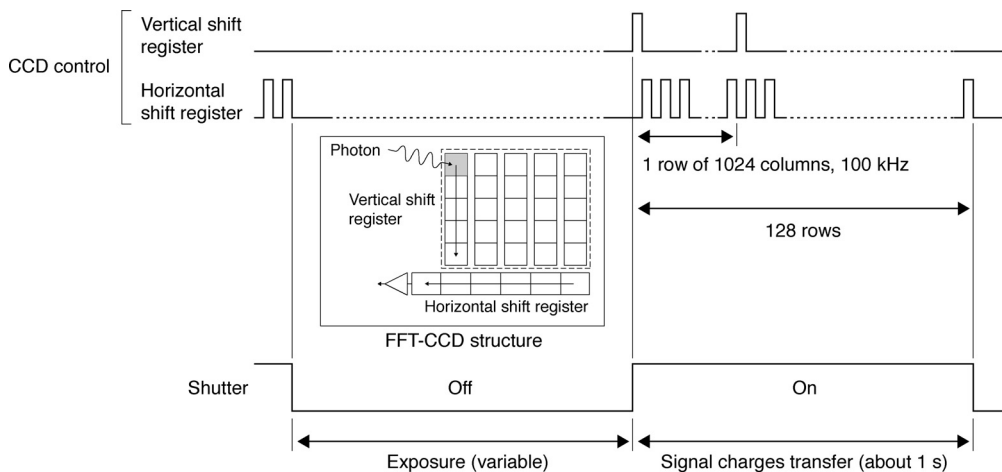 CCD control
Vertical shift
register
Horizontal
shift register
1 row of 1024 columns, 100 kHz
128 rows
Photon
Vertical shift
register
Horizontal shift register
FFT-CCD structure
Shutter
Off
On
Exposure (variable)
Signal charges transfer (about 1 s)